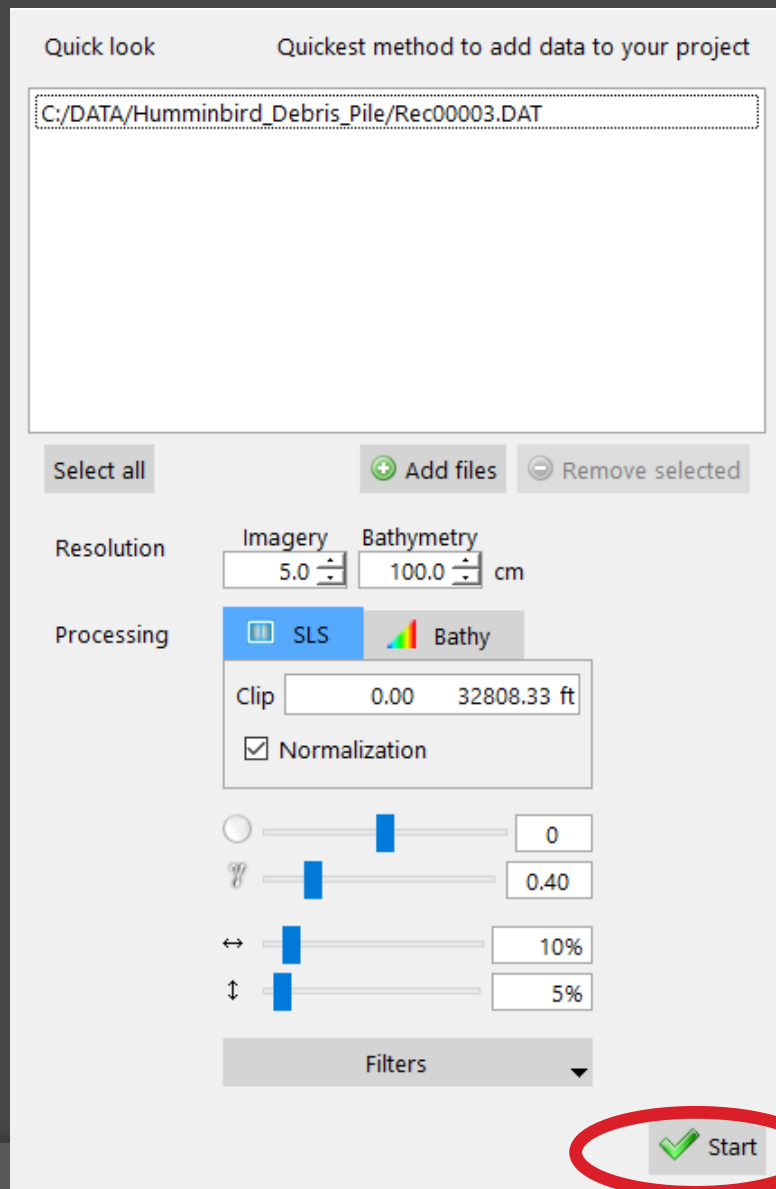 Quick look Quickest method to add data to your project
C:/DATA/Humminbird_Debris_Pile/Rec00003.DAT
Select all Add files Remove selected
Imagery Bathymetry
Resolution 5.0 100.0 cm
Processing SLS Bathy
Clip 0.00 32808.33 ft
Normalization
0
γ 0.40
10%
5%
Filters
Start